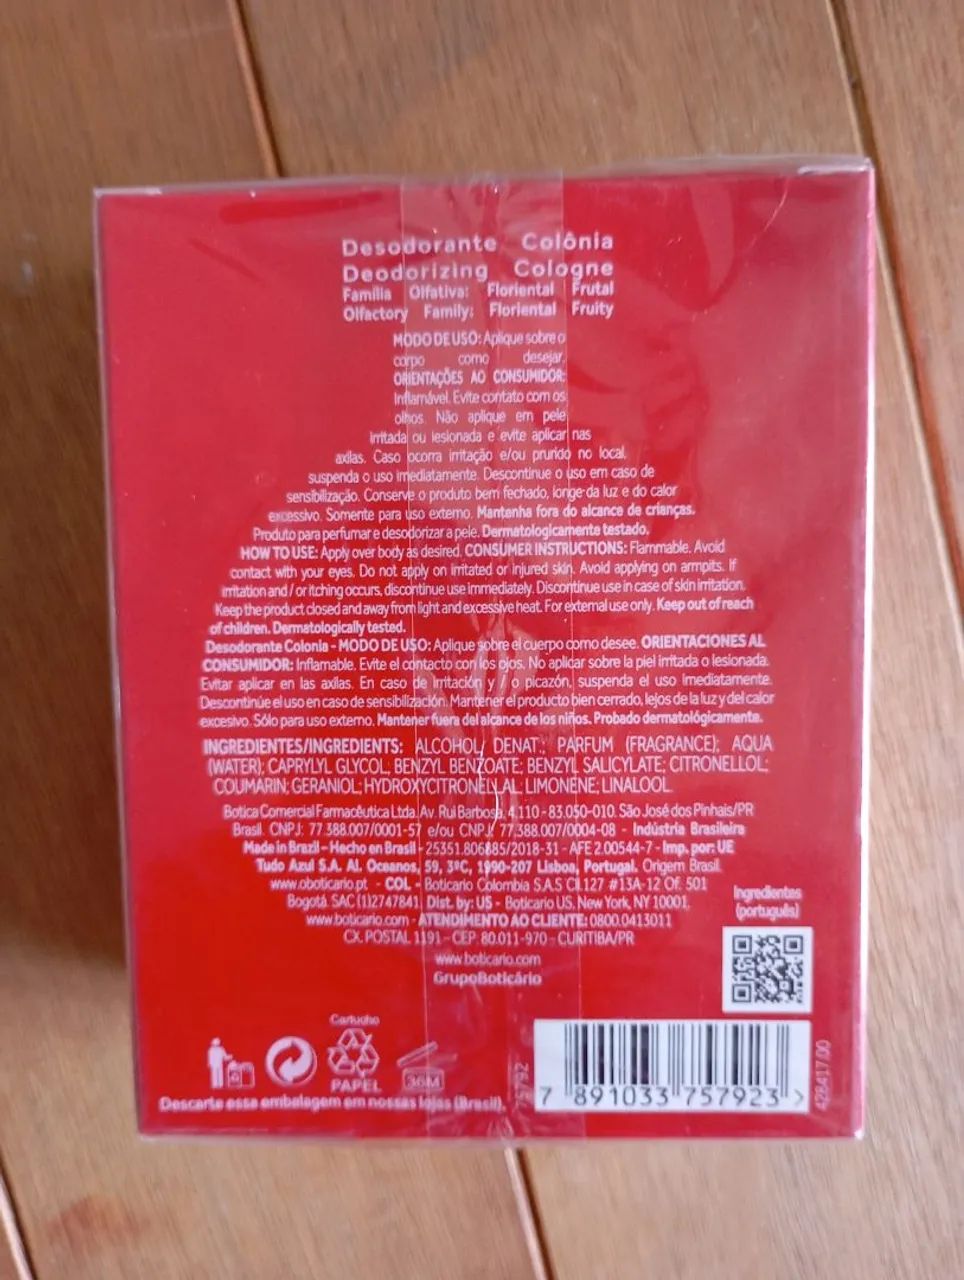 Desodorante Colônia
Deodorizing Cologne
Família Olfativa: Floriental Frutal
Olfactory Family: Floriental Fruity
MODO DE USO: Aplique sobre o
corpo como desejar.
ORIENTAÇÕES AO CONSUMIDOR:
Inflamável. Evite contato com os
olhos. Não aplique em pele
irritada ou lesionada e evite aplicar nas
axilas. Caso ocorra irritação e/ou prurido no local,
suspenda o uso imediatamente. Descontinue o uso em caso de
sensibilização. Conserve o produto bem fechado, longe da luz e do calor
excessivo. Somente para uso externo. Mantenha fora do alcance de crianças.
Produto para perfumar e desodorizar a pele. Dermatologicamente testado.
HOW TO USE: Apply over body as desired. CONSUMER INSTRUCTIONS: Flammable. Avoid
contact with your eyes. Do not apply on irritated or injured skin. Avoid applying on armpits. If
irritation and / or itching occurs, discontinue use immediately. Discontinue use in case of skin irritation.
Keep the product closed and away from light and excessive heat. For external use only. Keep out of reach
of children. Dermatologically tested.
Desodorante Colonia - MODO DE USO: Aplique sobre el cuerpo como desee. ORIENTACIONES AL
CONSUMIDOR: Inflamable. Evite el contacto con los ojos. No aplicar sobre la piel irritada o lesionada.
Evitar aplicar en las axilas. En caso de irritación y / o picazón, suspenda el uso imediatamente.
Descontinúe el uso en caso de sensibilización. Mantener el producto bien cerrado, lejos de la luz y del calor
excesivo. Sólo para uso externo. Mantener fuera del alcance de los niños. Probado dermatológicamente.
INGREDIENTES/INGREDIENTS: ALCOHOL DENAT.; PARFUM (FRAGRANCE); AQUA
(WATER); CAPRYLYL GLYCOL; BENZYL BENZOATE; BENZYL SALICYLATE; CITRONELLOL;
COUMARIN; GERANIOL; HYDROXYCITRONELLAL; LIMONENE; LINALOOL.
Botica Comercial Farmacêutica Ltda. Av. Rui Barbosa, 4.110 - 83.050-010. São José dos Pinhais/PR
Brasil. CNPJ: 77.388.007/0001-57 e/ou CNPJ: 77.388.007/0004-08 - Indústria Brasileira
Made in Brazil - Hecho en Brasil - 25351.806885/2018-31 - AFE 2.00544-7 - Imp. por: UE
Tudo Azul S.A. Al. Oceanos, 59, 3ºC, 1990-207 Lisboa, Portugal. Origem Brasil.
www.oboticario.pt - COL - Boticario Colombia S.A.S Cl.127 #13A-12 Of. 501
Bogotá. SAC (1)2747841. Dist. by: US - Boticario US, New York, NY 10001.
www.boticario.com - ATENDIMENTO AO CLIENTE: 0800.0413011
CX. POSTAL 1191 - CEP 80.011-970 - CURITIBA/PR
www.boticario.com
GrupoBoticário
Ingredientes
(português)
Cartucho
PAPEL
36M
Descarte essa embalagem em nossas lojas (Brasil).
75792
7 891033 757923 >
428417.00